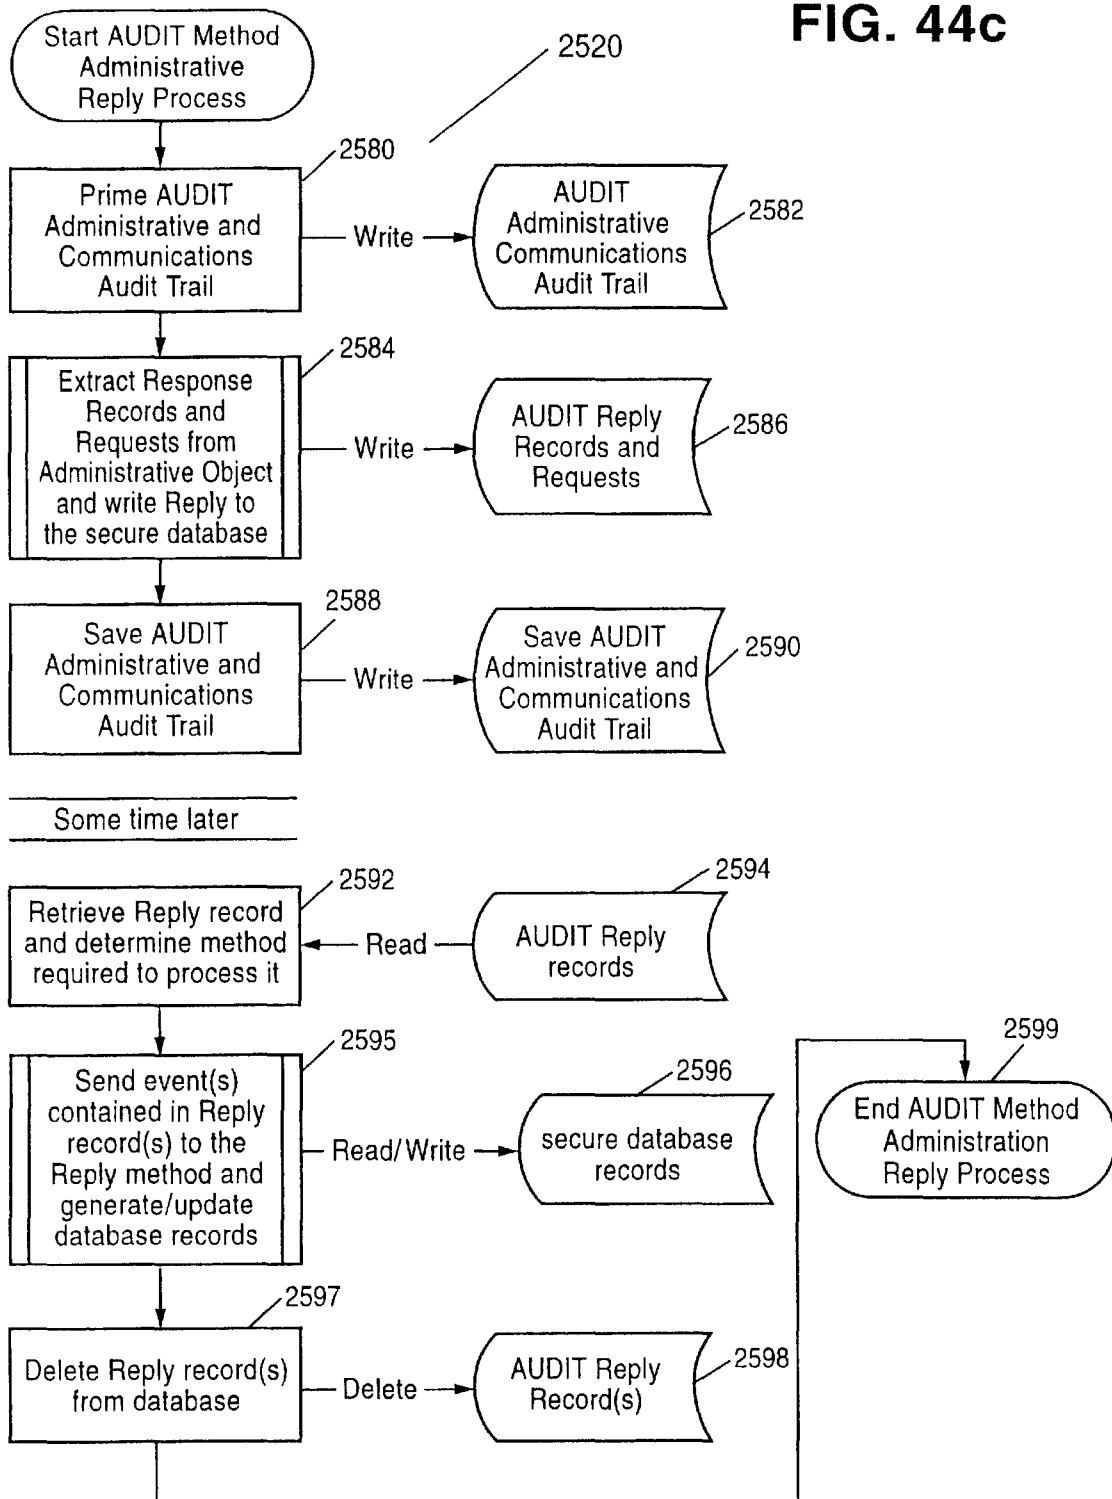 FIG. 44c
Start AUDIT Method
Administrative
Reply Process
2520
2580
Prime AUDIT
Administrative and
Communications
Audit Trail
Write
AUDIT
Administrative
Communications
Audit Trail
2582
2584
Extract Response
Records and
Requests from
Administrative Object
and write Reply to
the secure database
Write
AUDIT Reply
Records and
Requests
2586
2588
Save AUDIT
Administrative and
Communications
Audit Trail
Write
Save AUDIT
Administrative and
Communications
Audit Trail
2590
Some time later
2592
Retrieve Reply record
and determine method
required to process it
Read
AUDIT Reply
records
2594
2595
Send event(s)
contained in Reply
record(s) to the
Reply method and
generate/update
database records
Read/Write
secure database
records
2596
2597
Delete Reply record(s)
from database
Delete
AUDIT Reply
Record(s)
2598
2599
End AUDIT Method
Administration
Reply Process